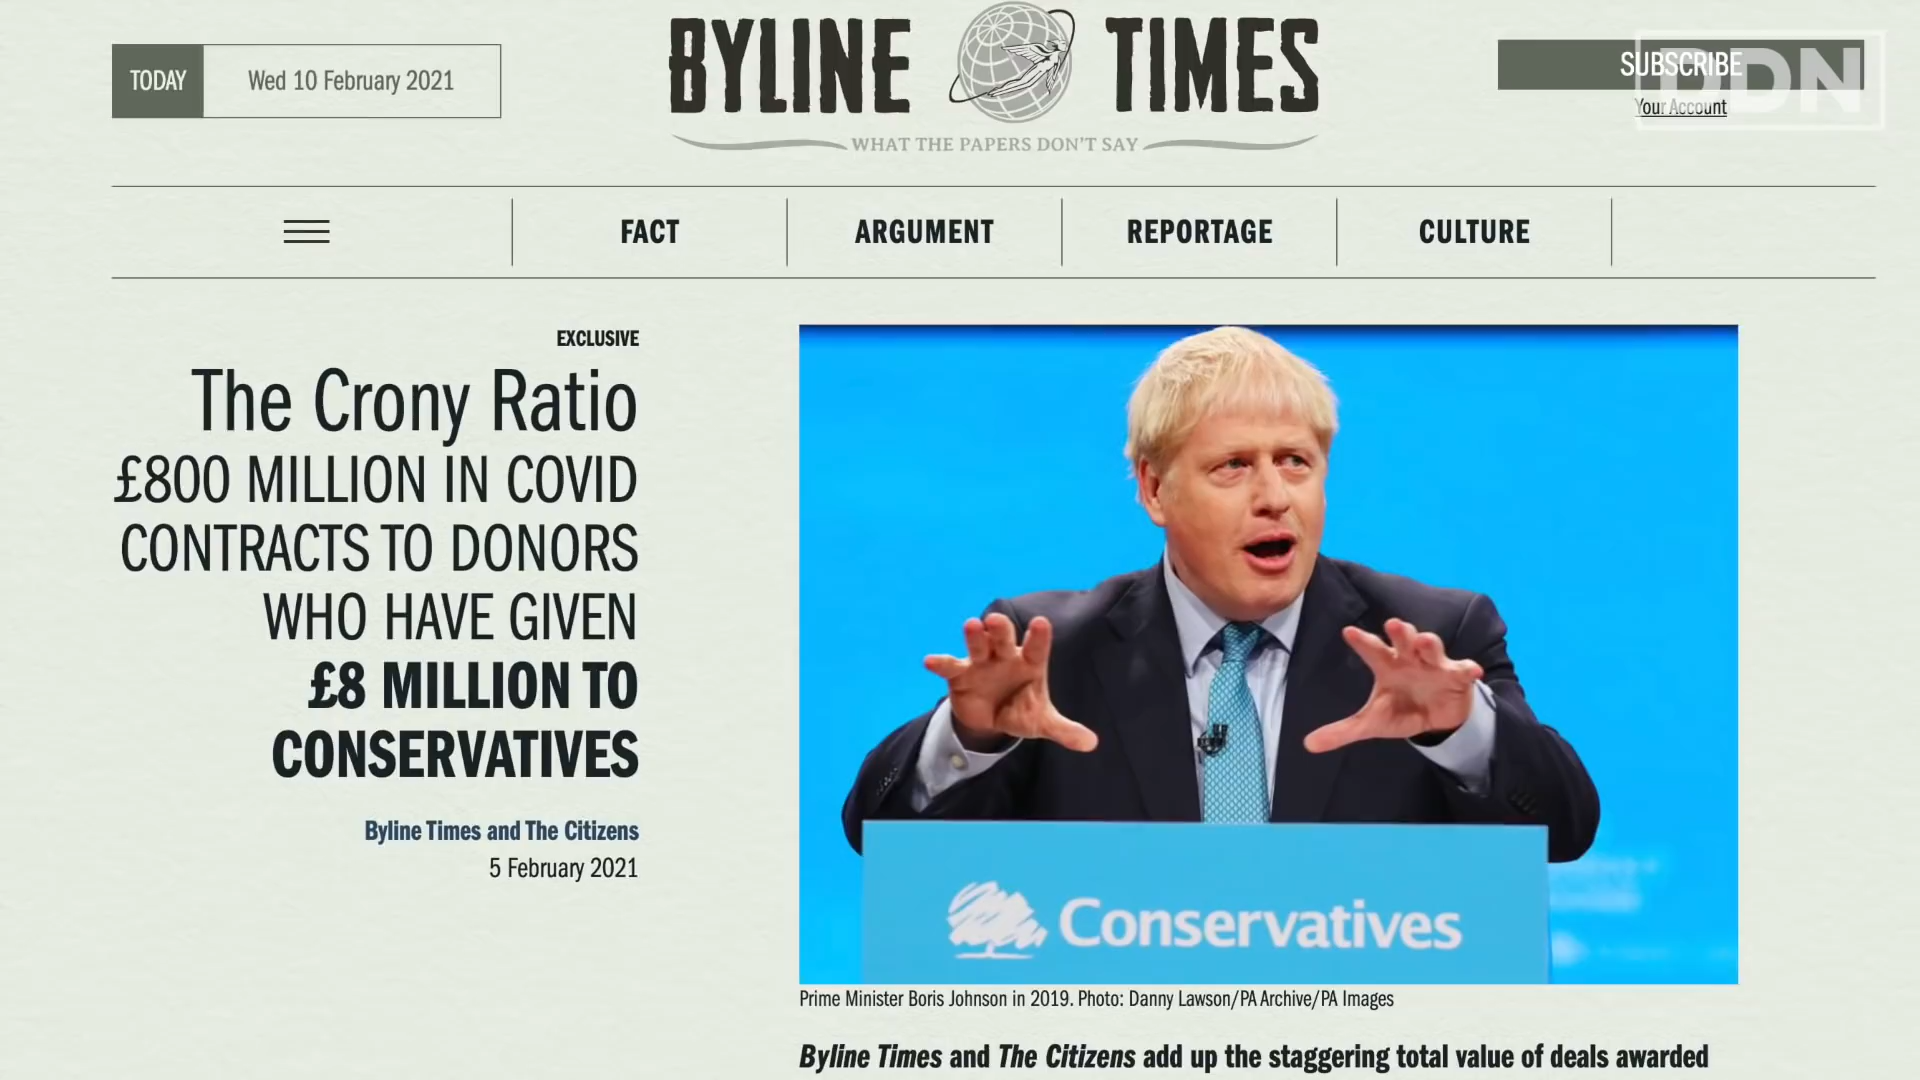 BYLINE TIMES
WHAT THE PAPERS DON'T SAY
TODAY
Wed 10 February 2021
SUBSCRIBE
Your Account
DDN
FACT
ARGUMENT
REPORTAGE
CULTURE
EXCLUSIVE
The Crony Ratio
£800 MILLION IN COVID
CONTRACTS TO DONORS
WHO HAVE GIVEN
£8 MILLION TO
CONSERVATIVES
Byline Times and The Citizens
5 February 2021
Conservatives
Prime Minister Boris Johnson in 2019. Photo: Danny Lawson/PA Archive/PA Images
Byline Times and The Citizens add up the staggering total value of deals awarded